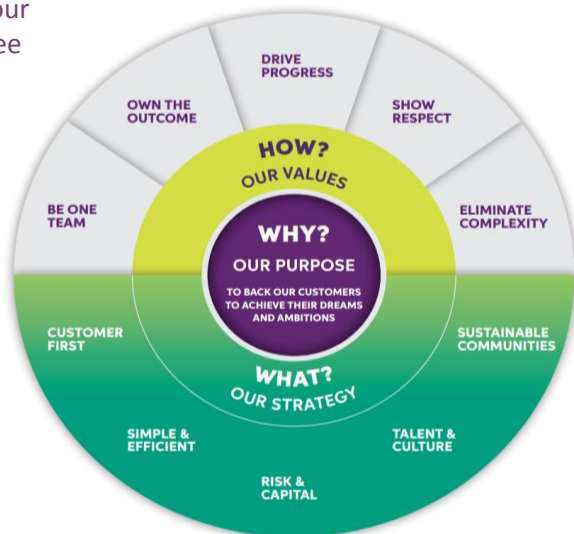 our
ee
DRIVE
PROGRESS
OWN THE
OUTCOME
SHOW
RESPECT
BE ONE
TEAM
ELIMINATE
COMPLEXITY
HOW?
OUR VALUES
WHY?
OUR PURPOSE
TO BACK OUR CUSTOMERS
TO ACHIEVE THEIR DREAMS
AND AMBITIONS
WHAT?
OUR STRATEGY
CUSTOMER
FIRST
SIMPLE &
EFFICIENT
RISK &
CAPITAL
TALENT &
CULTURE
SUSTAINABLE
COMMUNITIES